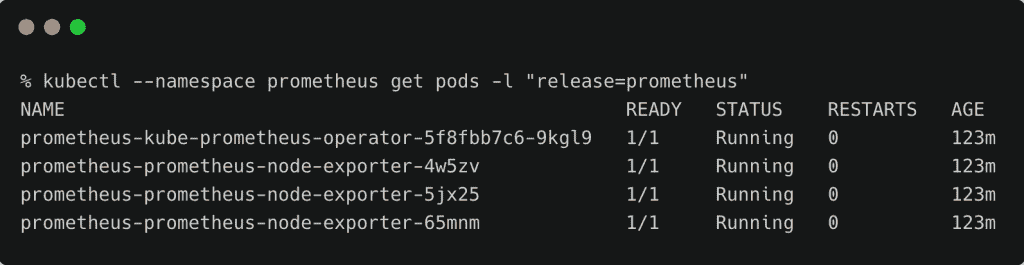 % kubectl --namespace prometheus get pods -l "release=prometheus"
NAME READY STATUS RESTARTS AGE
prometheus-kube-prometheus-operator-5f8fbb7c6-9kgl9 1/1 Running 0 123m
prometheus-prometheus-node-exporter-4w5zv 1/1 Running 0 123m
prometheus-prometheus-node-exporter-5jx25 1/1 Running 0 123m
prometheus-prometheus-node-exporter-65mnm 1/1 Running 0 123m